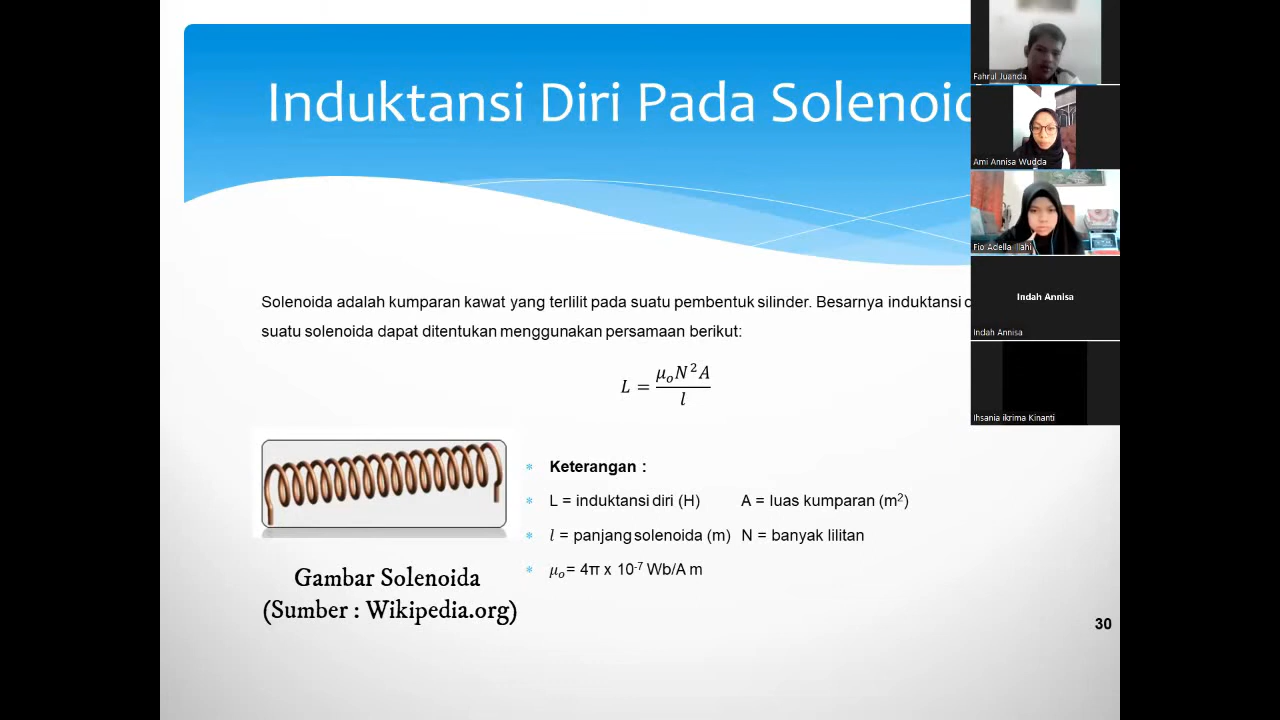 Induktansi Diri Pada Solenoid
Solenoida adalah kumparan kawat yang terlilit pada suatu pembentuk silinder. Besarnya induktansi
suatu solenoida dapat ditentukan menggunakan persamaan berikut:
L = μₒN²A / l
Keterangan :
L = induktansi diri (H) A = luas kumparan (m²)
l = panjang solenoida (m) N = banyak lilitan
μₒ= 4π x 10⁻⁷ Wb/A m
Gambar Solenoida
(Sumber : Wikipedia.org)
30
Fahrul Juanda
Ami Annisa Wudda
Fio Adella Ilahi
Indah Annisa
Indah Annisa
Ihsania ikrima Kinanti